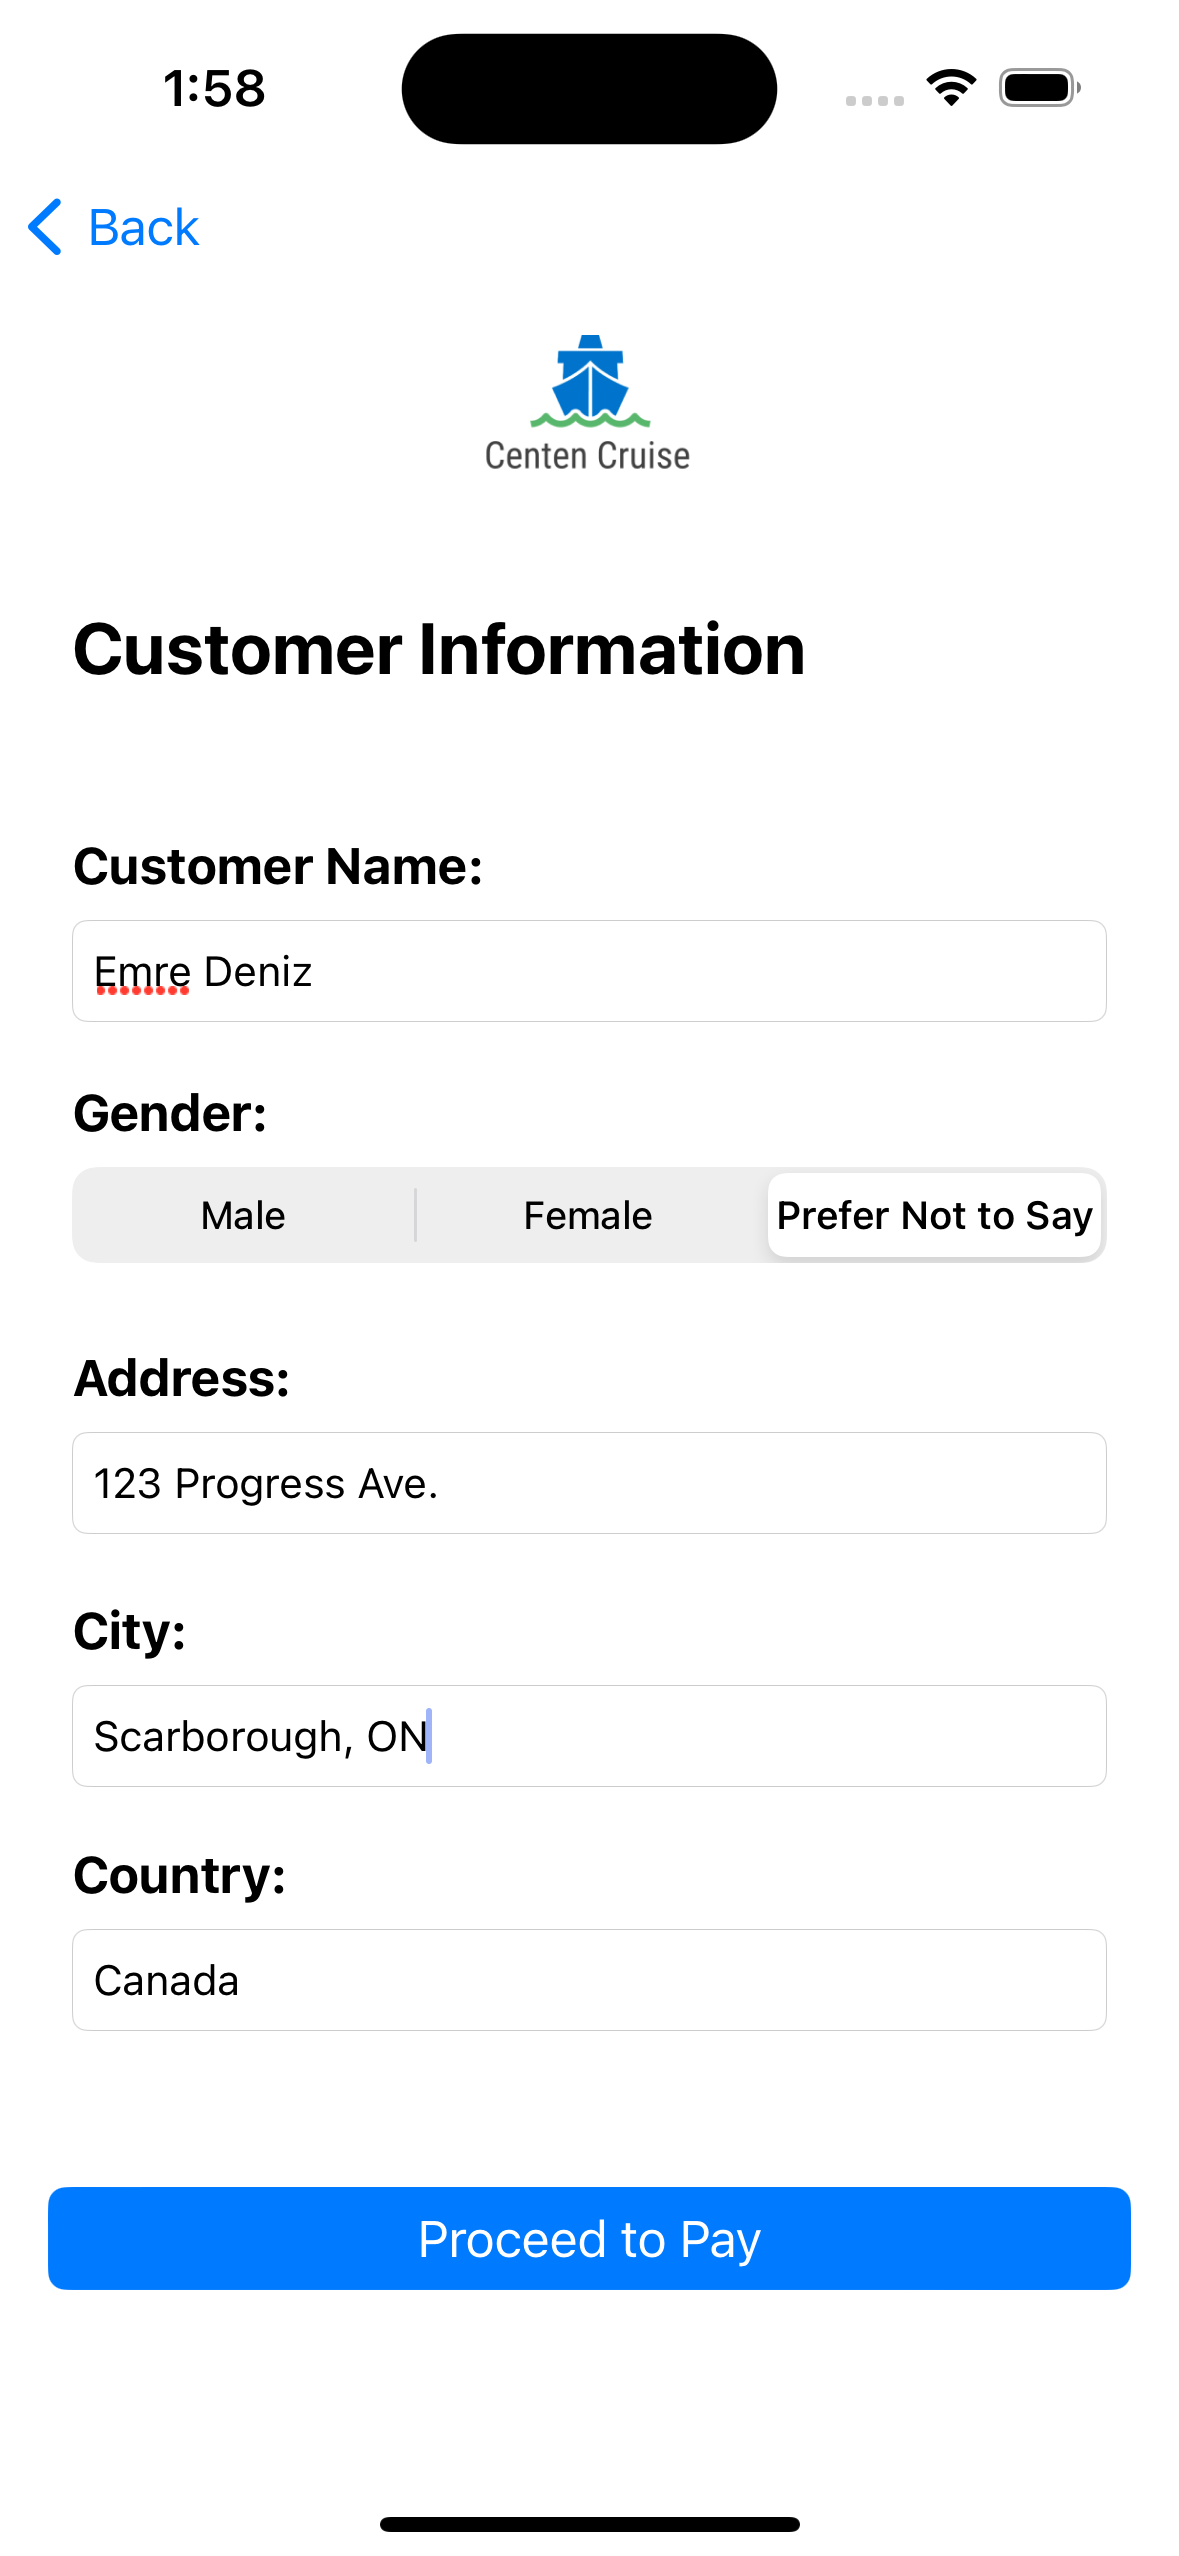 1:58
Back
Centen Cruise
Customer Information
Customer Name:
Emre Deniz
Gender:
Male Female Prefer Not to Say
Address:
123 Progress Ave.
City:
Scarborough, ON
Country:
Canada
Proceed to Pay